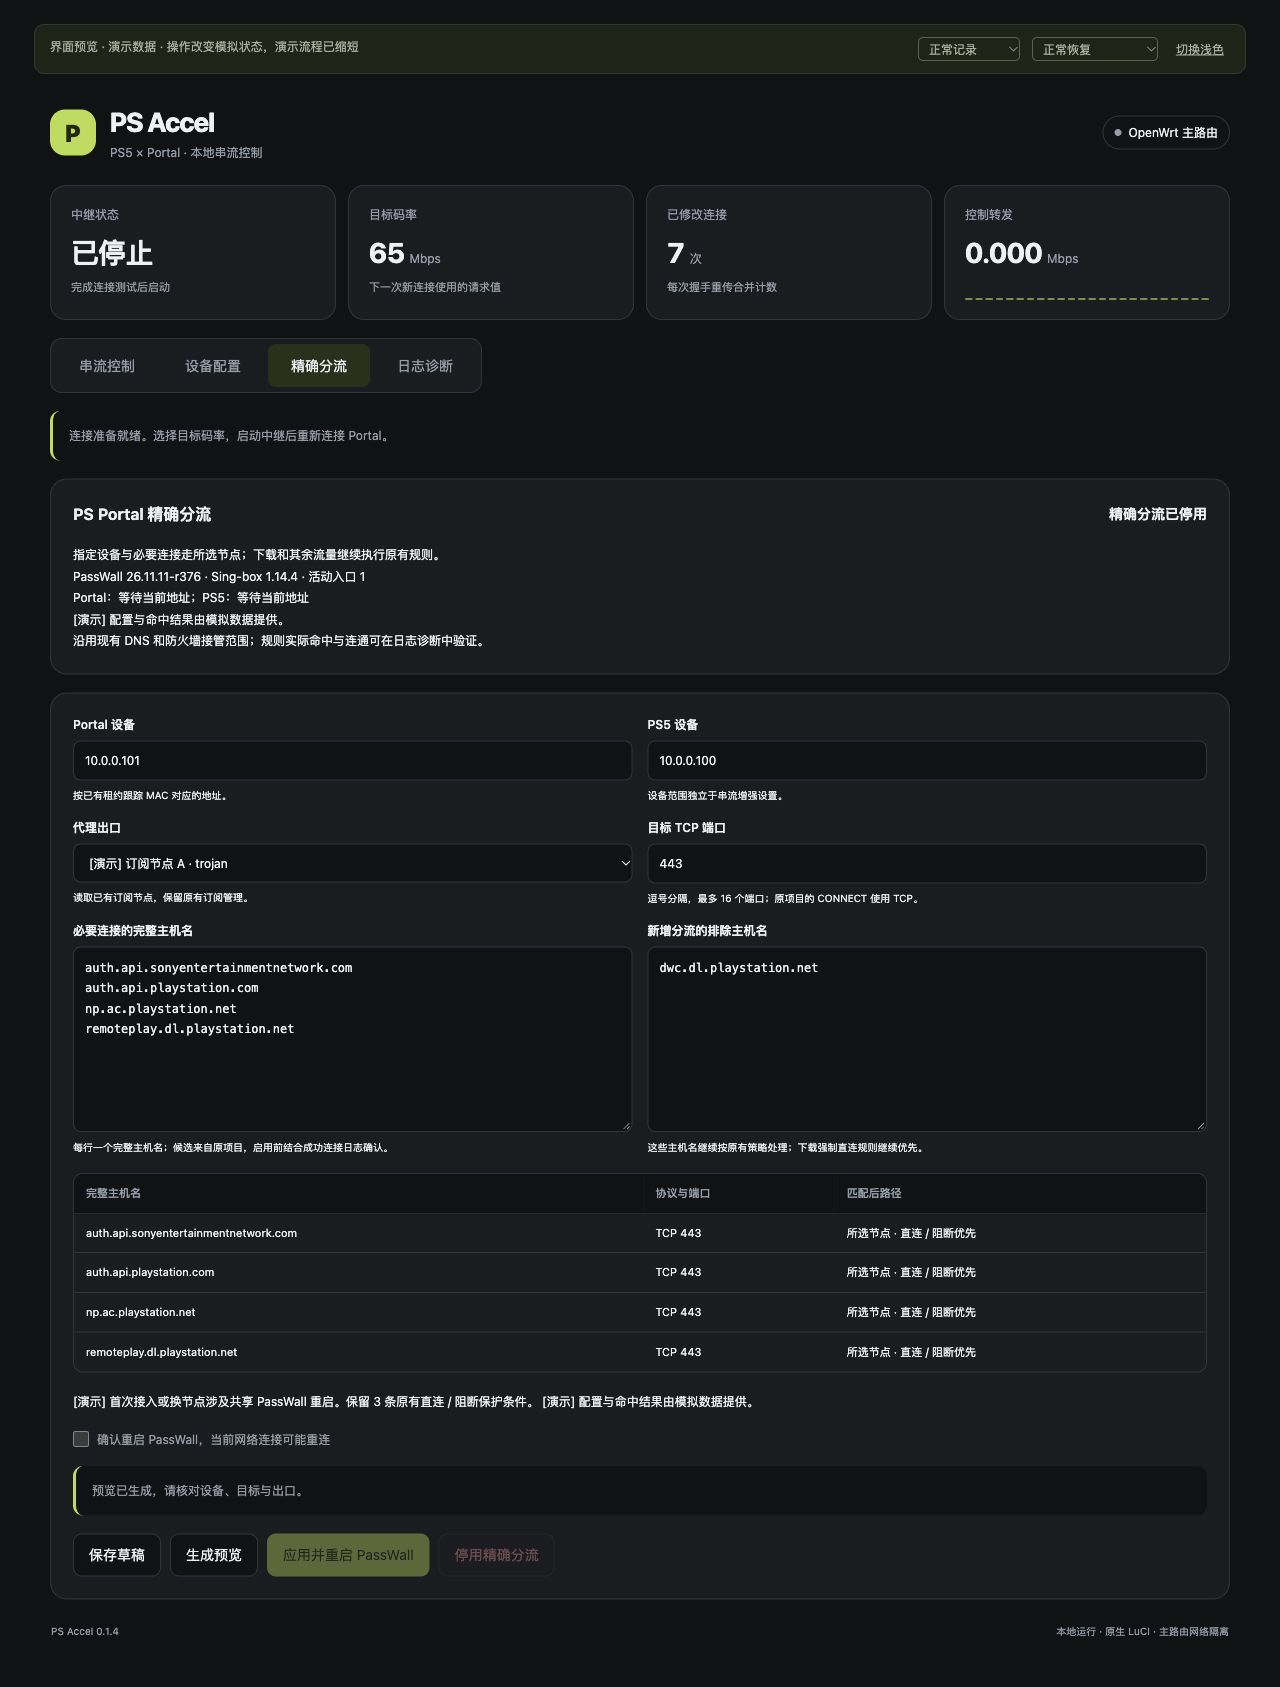 界面预览 · 演示数据 · 操作改变模拟状态，演示流程已缩短
正常记录
正常恢复
切换浅色
P
PS Accel
PS5 × Portal · 本地串流控制
OpenWrt 主路由
中继状态
已停止
完成连接测试后启动
目标码率
65 Mbps
下一次新连接使用的请求值
已修改连接
7 次
每次握手重传合并计数
控制转发
0.000 Mbps
串流控制
设备配置
精确分流
日志诊断
连接准备就绪。选择目标码率，启动中继后重新连接 Portal。
PS Portal 精确分流
精确分流已停用
指定设备与必要连接走所选节点；下载和其余流量继续执行原有规则。
PassWall 26.11.11-r376 · Sing-box 1.14.4 · 活动入口 1
Portal：等待当前地址；PS5：等待当前地址
[演示] 配置与命中结果由模拟数据提供。
沿用现有 DNS 和防火墙接管范围；规则实际命中与连通可在日志诊断中验证。
Portal 设备
10.0.0.101
按已有租约跟踪 MAC 对应的地址。
PS5 设备
10.0.0.100
设备范围独立于串流增强设置。
代理出口
[演示] 订阅节点 A · trojan
读取已有订阅节点，保留原有订阅管理。
目标 TCP 端口
443
逗号分隔，最多 16 个端口；原项目的 CONNECT 使用 TCP。
必要连接的完整主机名
auth.api.sonyentertainmentnetwork.com
auth.api.playstation.com
np.ac.playstation.net
remoteplay.dl.playstation.net
每行一个完整主机名；候选来自原项目，启用前结合成功连接日志确认。
新增分流的排除主机名
dwc.dl.playstation.net
这些主机名继续按原有策略处理；下载强制直连规则继续优先。
完整主机名
协议与端口
匹配后路径
auth.api.sonyentertainmentnetwork.com
TCP 443
所选节点 · 直连 / 阻断优先
auth.api.playstation.com
TCP 443
所选节点 · 直连 / 阻断优先
np.ac.playstation.net
TCP 443
所选节点 · 直连 / 阻断优先
remoteplay.dl.playstation.net
TCP 443
所选节点 · 直连 / 阻断优先
[演示] 首次接入或换节点涉及共享 PassWall 重启。保留 3 条原有直连 / 阻断保护条件。 [演示] 配置与命中结果由模拟数据提供。
确认重启 PassWall，当前网络连接可能重连
预览已生成，请核对设备、目标与出口。
保存草稿
生成预览
应用并重启 PassWall
停用精确分流
PS Accel 0.1.4
本地运行 · 原生 LuCI · 主路由网络隔离